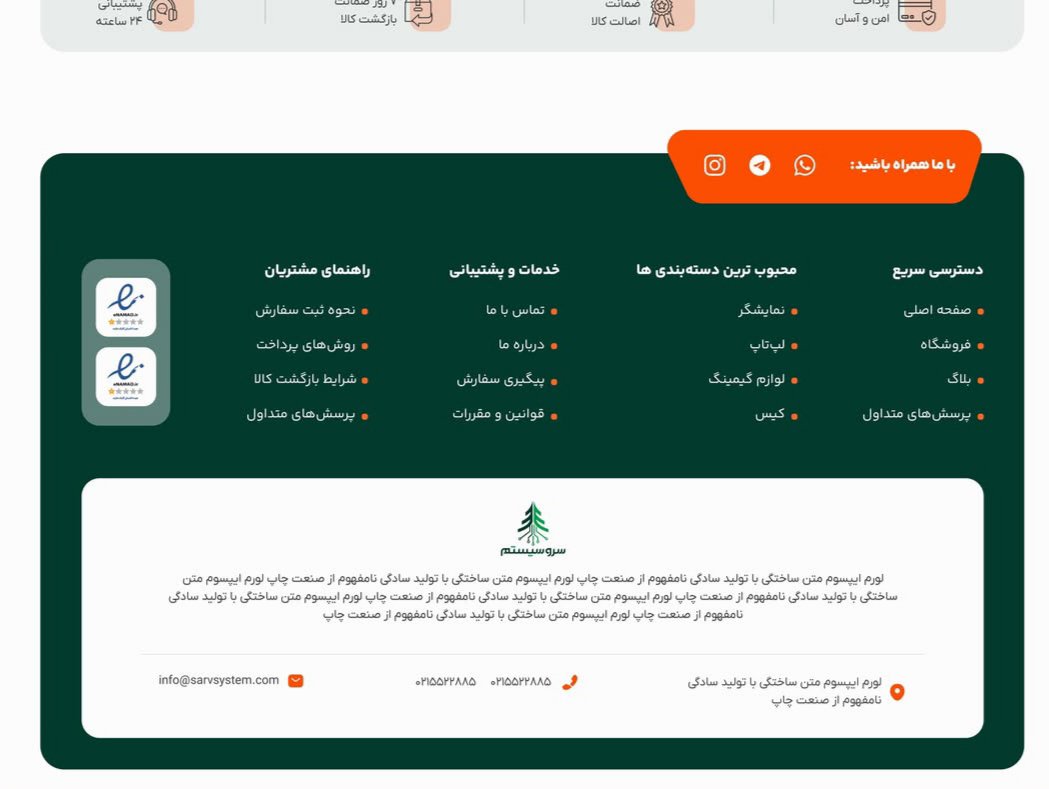 پرداخت
امن و آسان
ضمانت
اصالت کالا
۷ روز ضمانت
بازگشت کالا
پشتیبانی
۲۴ ساعته
با ما همراه باشید:
دسترسی سریع
صفحه اصلی
فروشگاه
بلاگ
پرسش‌های متداول
محبوب ترین دسته‌بندی ها
نمایشگر
لپ‌تاپ
لوازم گیمینگ
کیس
خدمات و پشتیبانی
تماس با ما
درباره ما
پیگیری سفارش
قوانین و مقررات
راهنمای مشتریان
نحوه ثبت سفارش
روش‌های پرداخت
شرایط بازگشت کالا
پرسش‌های متداول
eNAMAD.ir
eNAMAD.ir
سروسیستم
لورم ایپسوم متن ساختگی با تولید سادگی نامفهوم از صنعت چاپ لورم ایپسوم متن ساختگی با تولید سادگی نامفهوم از صنعت چاپ لورم ایپسوم متن
ساختگی با تولید سادگی نامفهوم از صنعت چاپ لورم ایپسوم متن ساختگی با تولید سادگی نامفهوم از صنعت چاپ لورم ایپسوم متن ساختگی با تولید سادگی
نامفهوم از صنعت چاپ لورم ایپسوم متن ساختگی با تولید سادگی نامفهوم از صنعت چاپ
لورم ایپسوم متن ساختگی با تولید سادگی
نامفهوم از صنعت چاپ
۰۲۱۵۵۲۲۸۸۵ ۰۲۱۵۵۲۲۸۸۵
info@sarvsystem.com